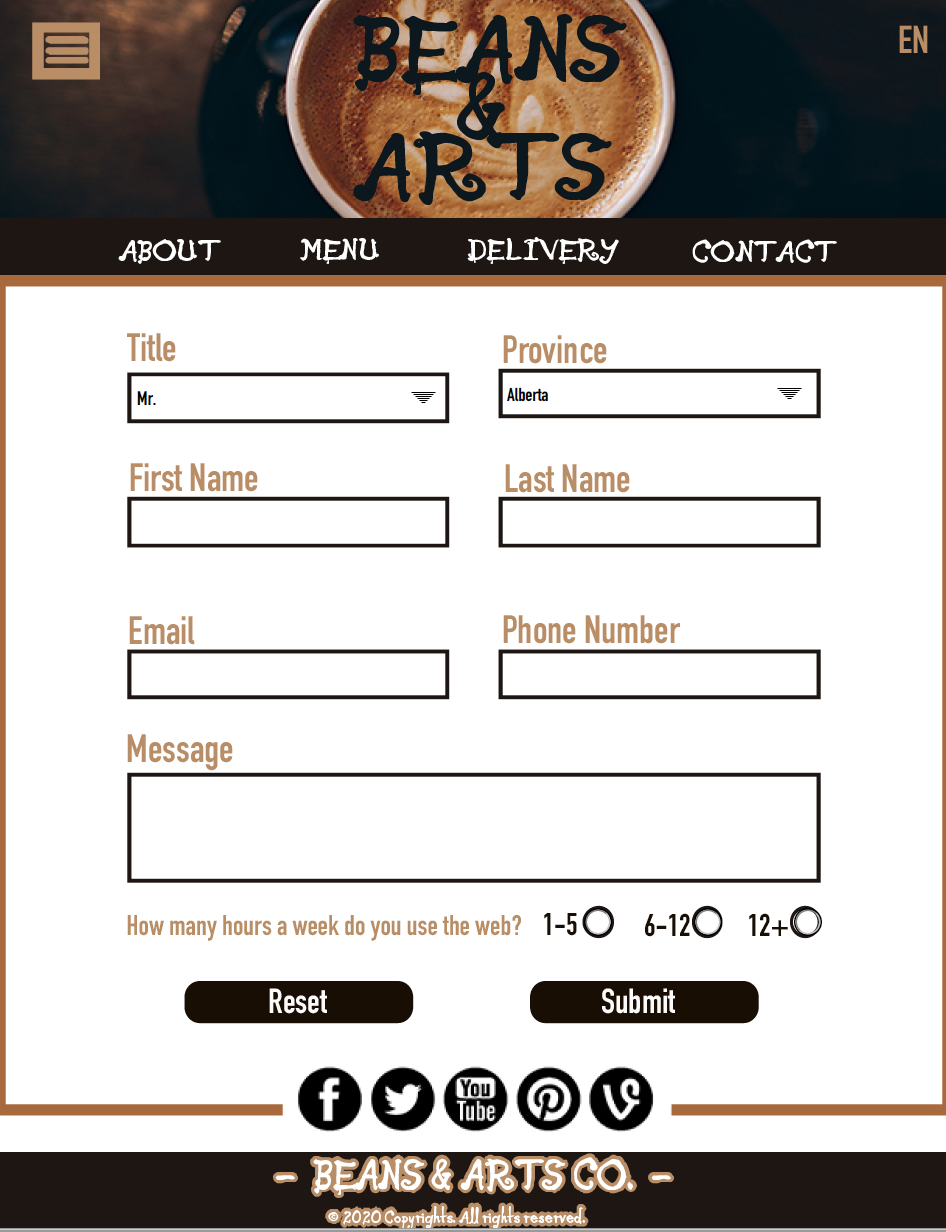 BEANS
&
ARTS
EN
ABOUT MENU DELIVERY CONTACT
Title
Province
Mr.
Alberta
First Name
Last Name
Email
Phone Number
Message
How many hours a week do you use the web? 1-5 6-12 12+
Reset
Submit
f
You
Tube
- BEANS & ARTS CO. -
© 2020 Copyrights. All rights reserved.